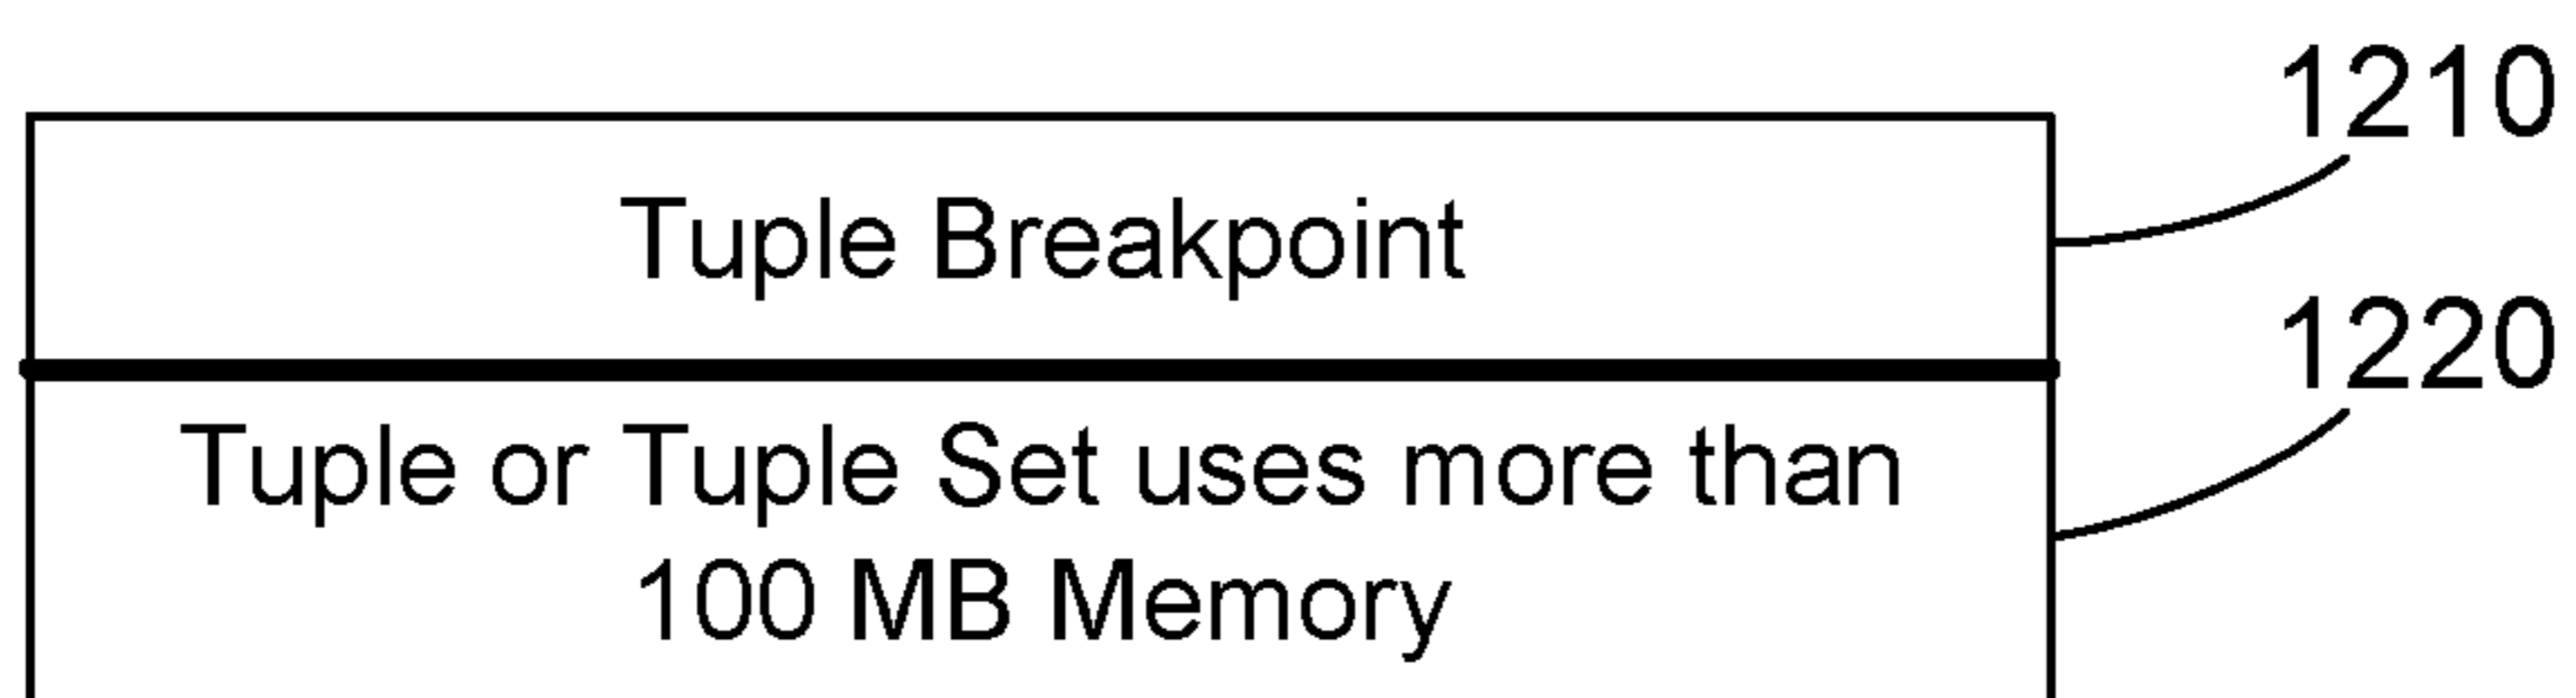 1210
Tuple Breakpoint
1220
Tuple or Tuple Set uses more than
100 MB Memory